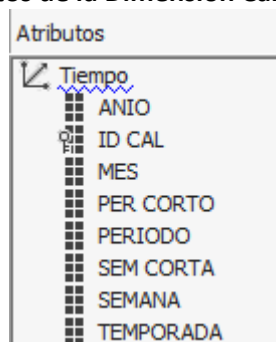 Atributos
Tiempo
ANIO
ID CAL
MES
PER CORTO
PERIODO
SEM CORTA
SEMANA
TEMPORADA